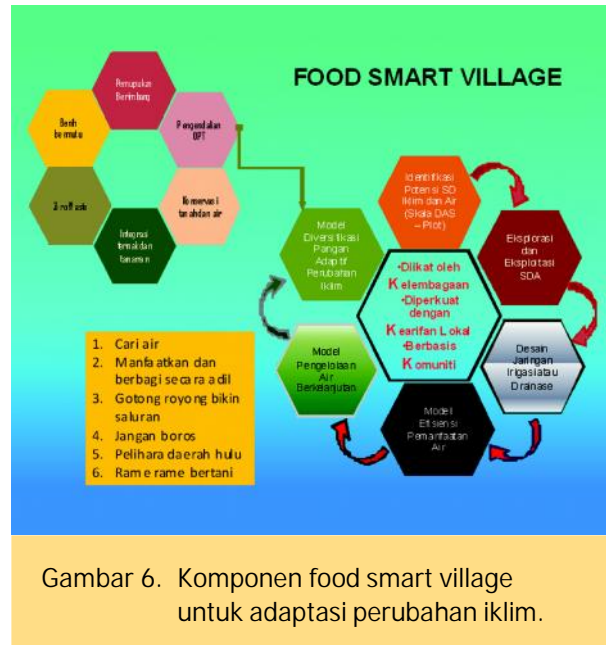 FOOD SMART VILLAGE
Pemupukan
Berimbang
Benih
bermutu
Pengendalian
OPT
Konservasi
tanah dan air
Integrasi
ternak dan
tanaman
Identifikasi
Potensi SD
Iklim dan Air
(Skala DAS
– Plot)
Eksplorasi
dan
Eksploitasi
SDA
Desain
Jaringan
Irigasi atau
Drainase
Model
Efisiensi
Pemanfaatan
Air
Model
Pengelolaan
Air
Berkelanjutan
Model
Diversifikasi
Pangan
Adaptif
Perubahan
Iklim
•Diikat oleh
Kelembagaan
•Diperkuat
dengan
Kearifan Lokal
•Berbasis
Komuniti
1. Cari air
2. Manfaatkan dan
berbagi secara adil
3. Gotong royong bikin
saluran
4. Jangan boros
5. Pelihara daerah hulu
6. Rame rame bertani
Gambar 6. Komponen food smart village
untuk adaptasi perubahan iklim.